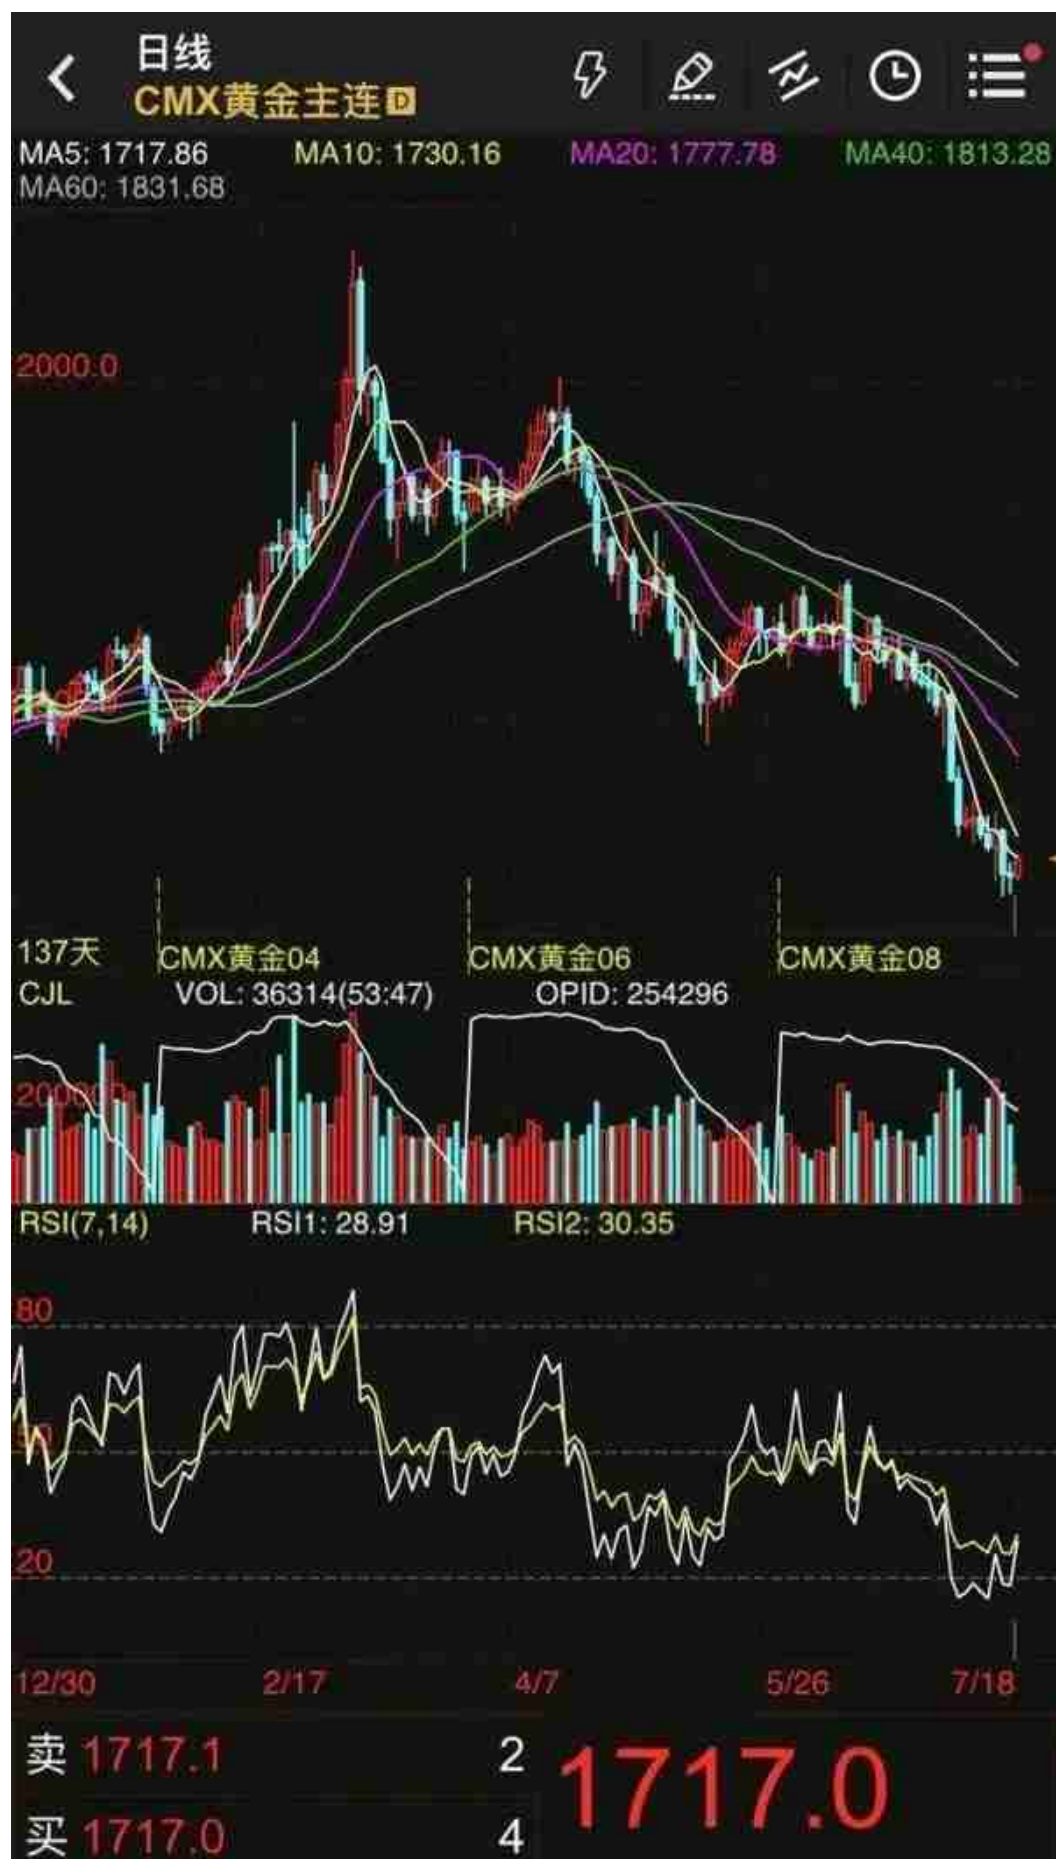 日线
CMX黄金主连 D
MA5: 1717.86 MA10: 1730.16 MA20: 1777.78 MA40: 1813.28
MA60: 1831.68
2000.0
137天 CMX黄金04 CMX黄金06 CMX黄金08
CJL VOL: 36314(53:47) OPID: 254296
200000
RSI(7,14) RSI1: 28.91 RSI2: 30.35
80
50
20
12/30 2/17 4/7 5/26 7/18
卖 1717.1 2 1717.0
买 1717.0 4